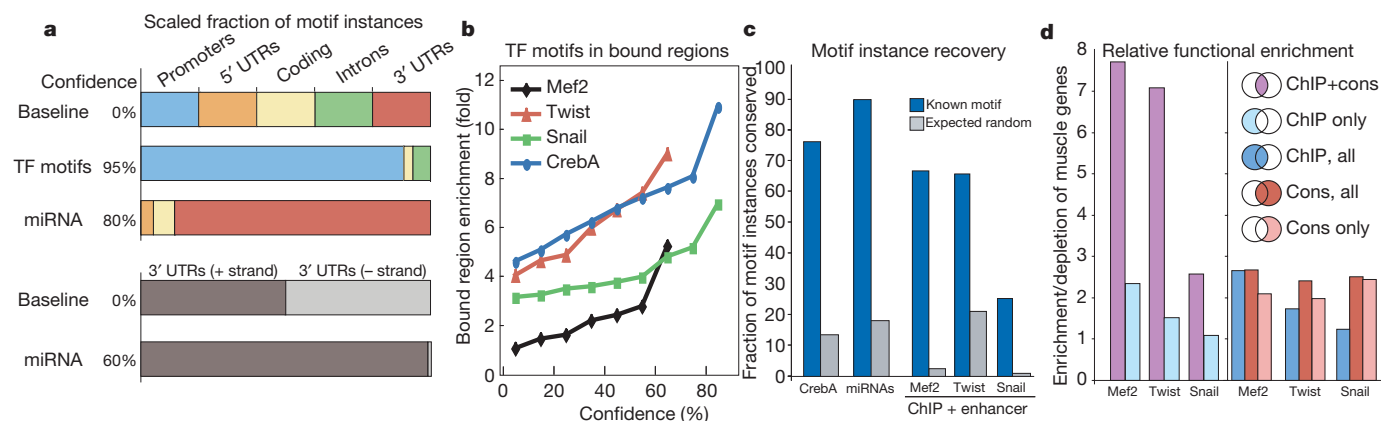 a
Scaled fraction of motif instances
Confidence
Promoters
5′ UTRs
Coding
Introns
3′ UTRs
Baseline 0%
TF motifs 95%
miRNA 80%
3′ UTRs (+ strand) 3′ UTRs (– strand)
Baseline 0%
miRNA 60%
b
TF motifs in bound regions
Bound region enrichment (fold)
12
10
8
6
4
2
0
Mef2
Twist
Snail
CrebA
0 20 40 60 80
Confidence (%)
c
Motif instance recovery
Fraction of motif instances conserved
100
90
80
70
60
50
40
30
20
10
0
Known motif
Expected random
CrebA miRNAs Mef2 Twist Snail
ChIP + enhancer
d
Relative functional enrichment
Enrichment/depletion of muscle genes
8
7
6
5
4
3
2
1
0
ChIP+cons
ChIP only
ChIP, all
Cons, all
Cons only
Mef2 Twist Snail Mef2 Twist Snail